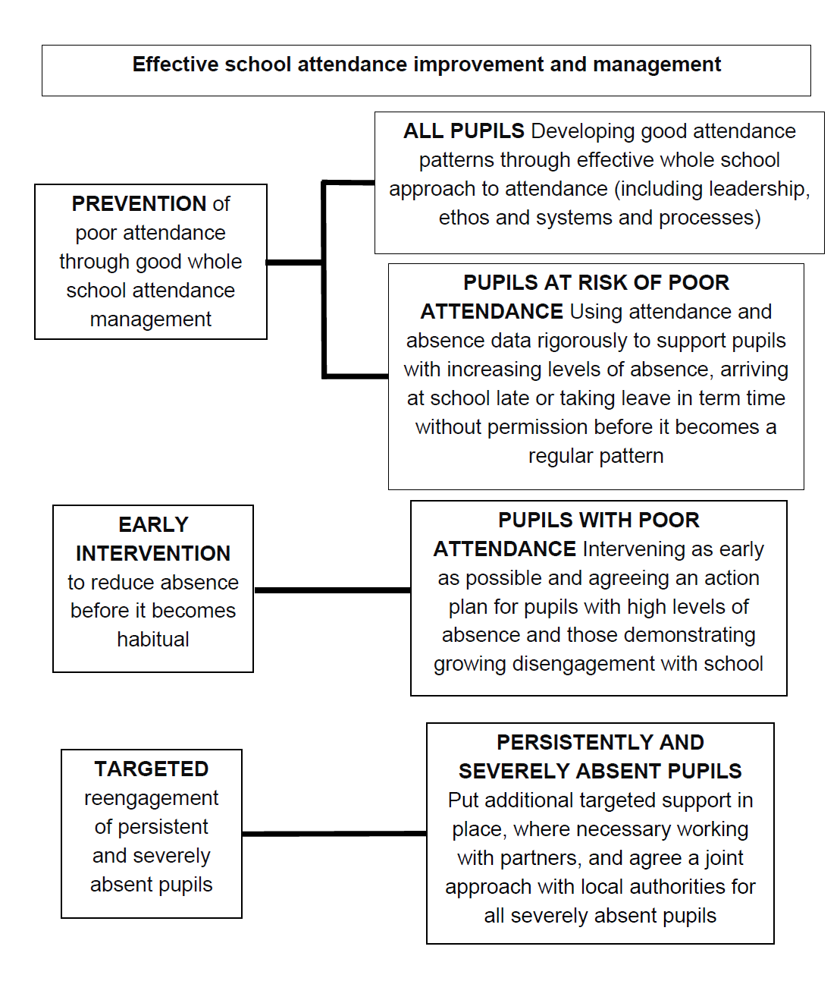 Effective school attendance improvement and management
PREVENTION of
poor attendance
through good whole
school attendance
management
ALL PUPILS Developing good attendance
patterns through effective whole school
approach to attendance (including leadership,
ethos and systems and processes)
PUPILS AT RISK OF POOR
ATTENDANCE Using attendance and
absence data rigorously to support pupils
with increasing levels of absence, arriving
at school late or taking leave in term time
without permission before it becomes a
regular pattern
EARLY
INTERVENTION
to reduce absence
before it becomes
habitual
PUPILS WITH POOR
ATTENDANCE Intervening as early
as possible and agreeing an action
plan for pupils with high levels of
absence and those demonstrating
growing disengagement with school
TARGETED
reengagement
of persistent
and severely
absent pupils
PERSISTENTLY AND
SEVERELY ABSENT PUPILS
Put additional targeted support in
place, where necessary working
with partners, and agree a joint
approach with local authorities for
all severely absent pupils